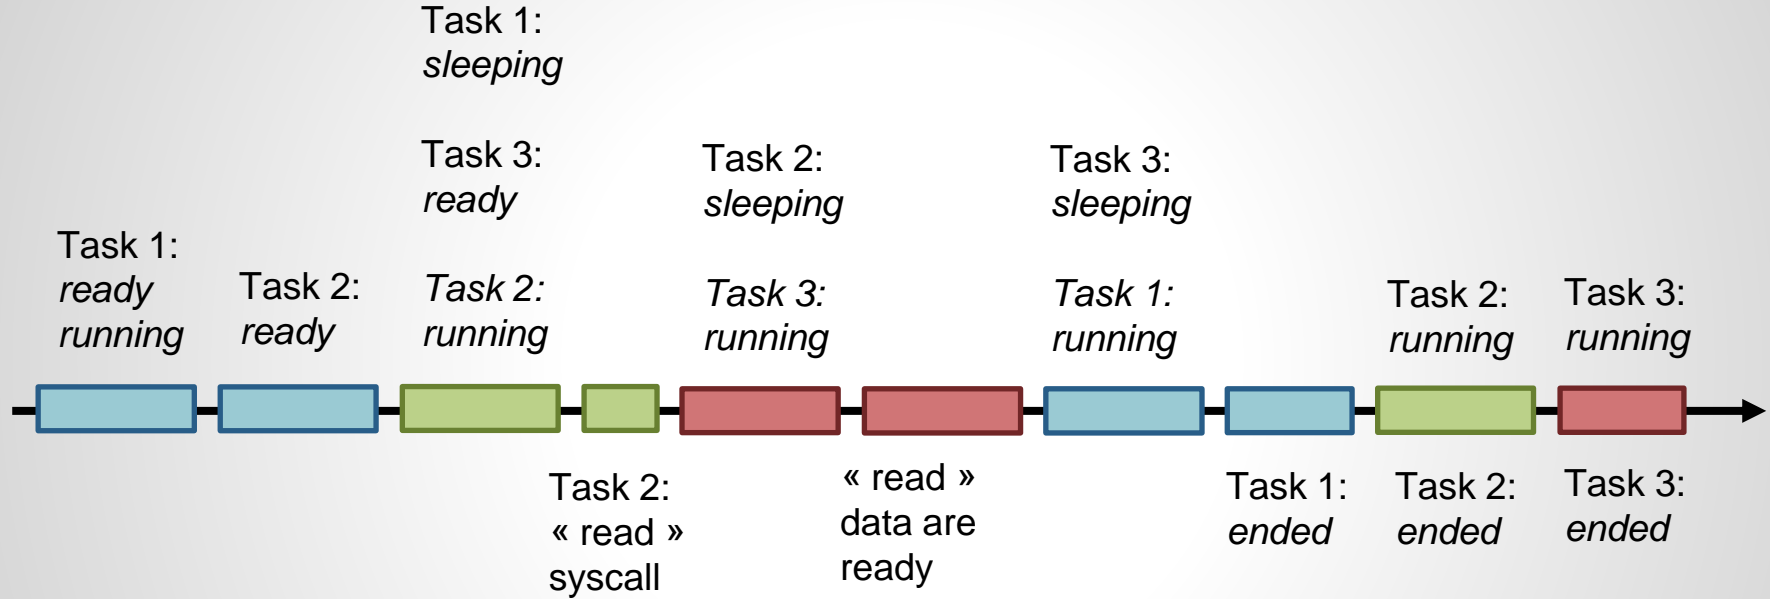 Task 1:
sleeping
Task 3:
ready
Task 2:
sleeping
Task 3:
sleeping
Task 1:
ready
running
Task 2:
ready
Task 2:
running
Task 3:
running
Task 1:
running
Task 2:
running
Task 3:
running
Task 2:
« read »
syscall
« read »
data are
ready
Task 1:
ended
Task 2:
ended
Task 3:
ended